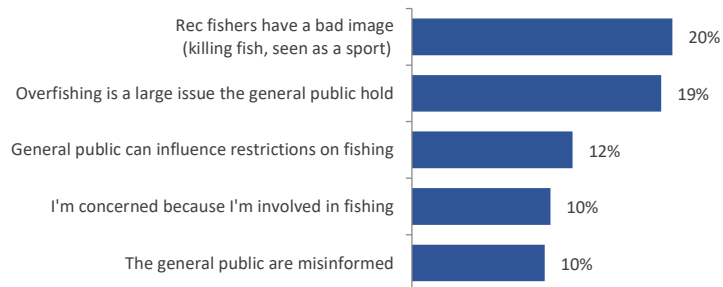 Rec fishers have a bad image
(killing fish, seen as a sport)
20%
Overfishing is a large issue the general public hold
19%
General public can influence restrictions on fishing
12%
I'm concerned because I'm involved in fishing
10%
The general public are misinformed
10%